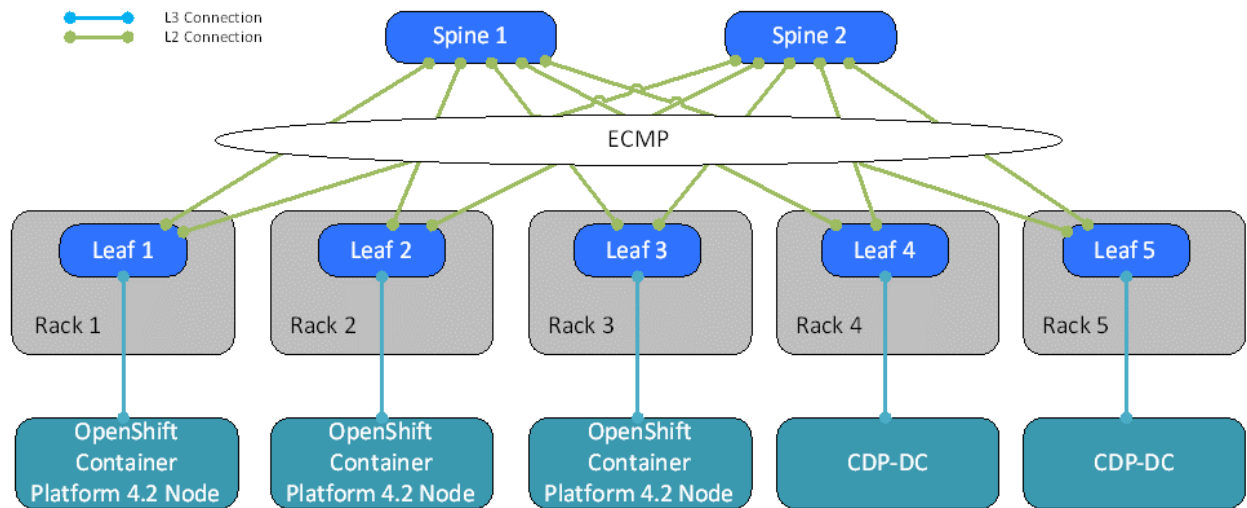 L3 Connection
L2 Connection
Spine 1
Spine 2
ECMP
Leaf 1
Leaf 2
Leaf 3
Leaf 4
Leaf 5
Rack 1
Rack 2
Rack 3
Rack 4
Rack 5
OpenShift
Container
Platform 4.2 Node
OpenShift
Container
Platform 4.2 Node
OpenShift
Container
Platform 4.2 Node
CDP-DC
CDP-DC